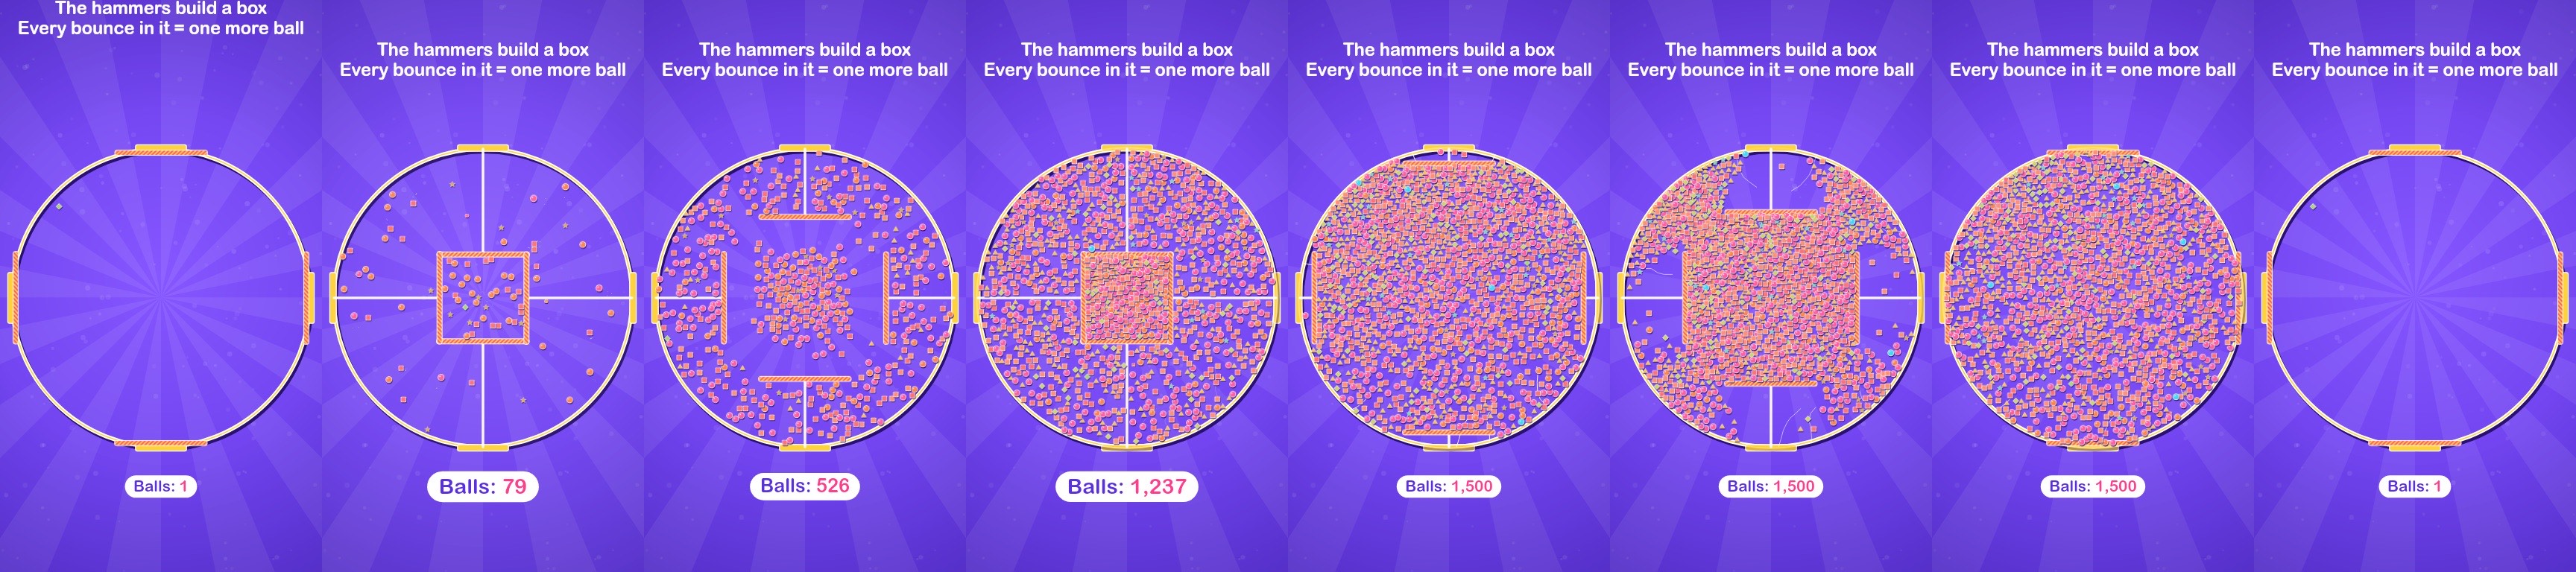 The hammers build a box
Every bounce in it = one more ball
Balls: 1
The hammers build a box
Every bounce in it = one more ball
Balls: 79
The hammers build a box
Every bounce in it = one more ball
Balls: 526
The hammers build a box
Every bounce in it = one more ball
Balls: 1,237
The hammers build a box
Every bounce in it = one more ball
Balls: 1,500
The hammers build a box
Every bounce in it = one more ball
Balls: 1,500
The hammers build a box
Every bounce in it = one more ball
Balls: 1,500
The hammers build a box
Every bounce in it = one more ball
Balls: 1